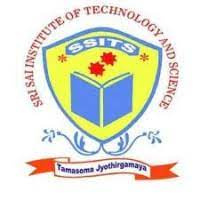 SRI SAI INSTITUTE OF TECHNOLOGY AND SCIENCE
SSITS
Tamasoma Jyothirgamaya